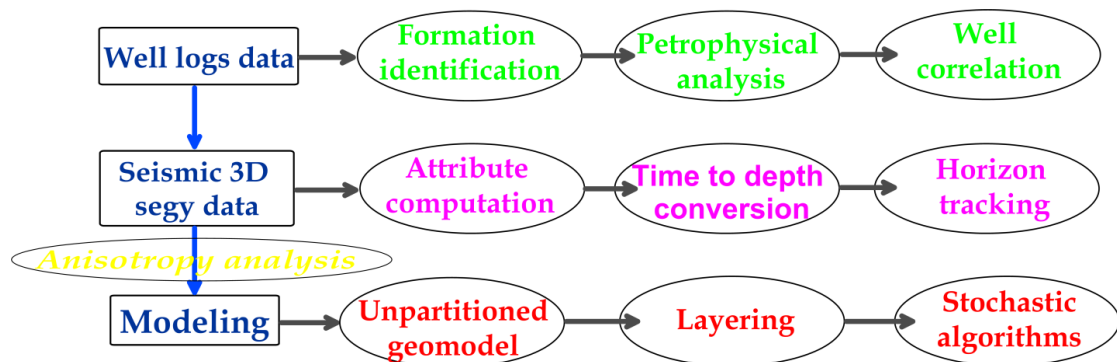 Well logs data
Formation
identification
Petrophysical
analysis
Well
correlation
Seismic 3D
segy data
Attribute
computation
Time to depth
conversion
Horizon
tracking
Anisotropy analysis
Modeling
Unpartitioned
geomodel
Layering
Stochastic
algorithms